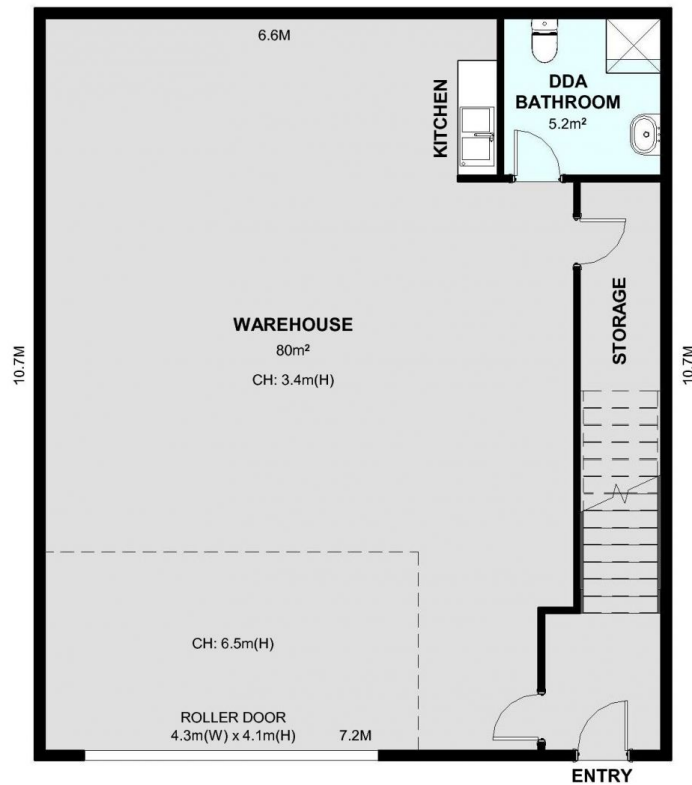 6.6M
KITCHEN
DDA
BATHROOM
5.2m²
10.7M
WAREHOUSE
80m²
CH: 3.4m(H)
STORAGE
10.7M
CH: 6.5m(H)
ROLLER DOOR
4.3m(W) x 4.1m(H)
7.2M
ENTRY